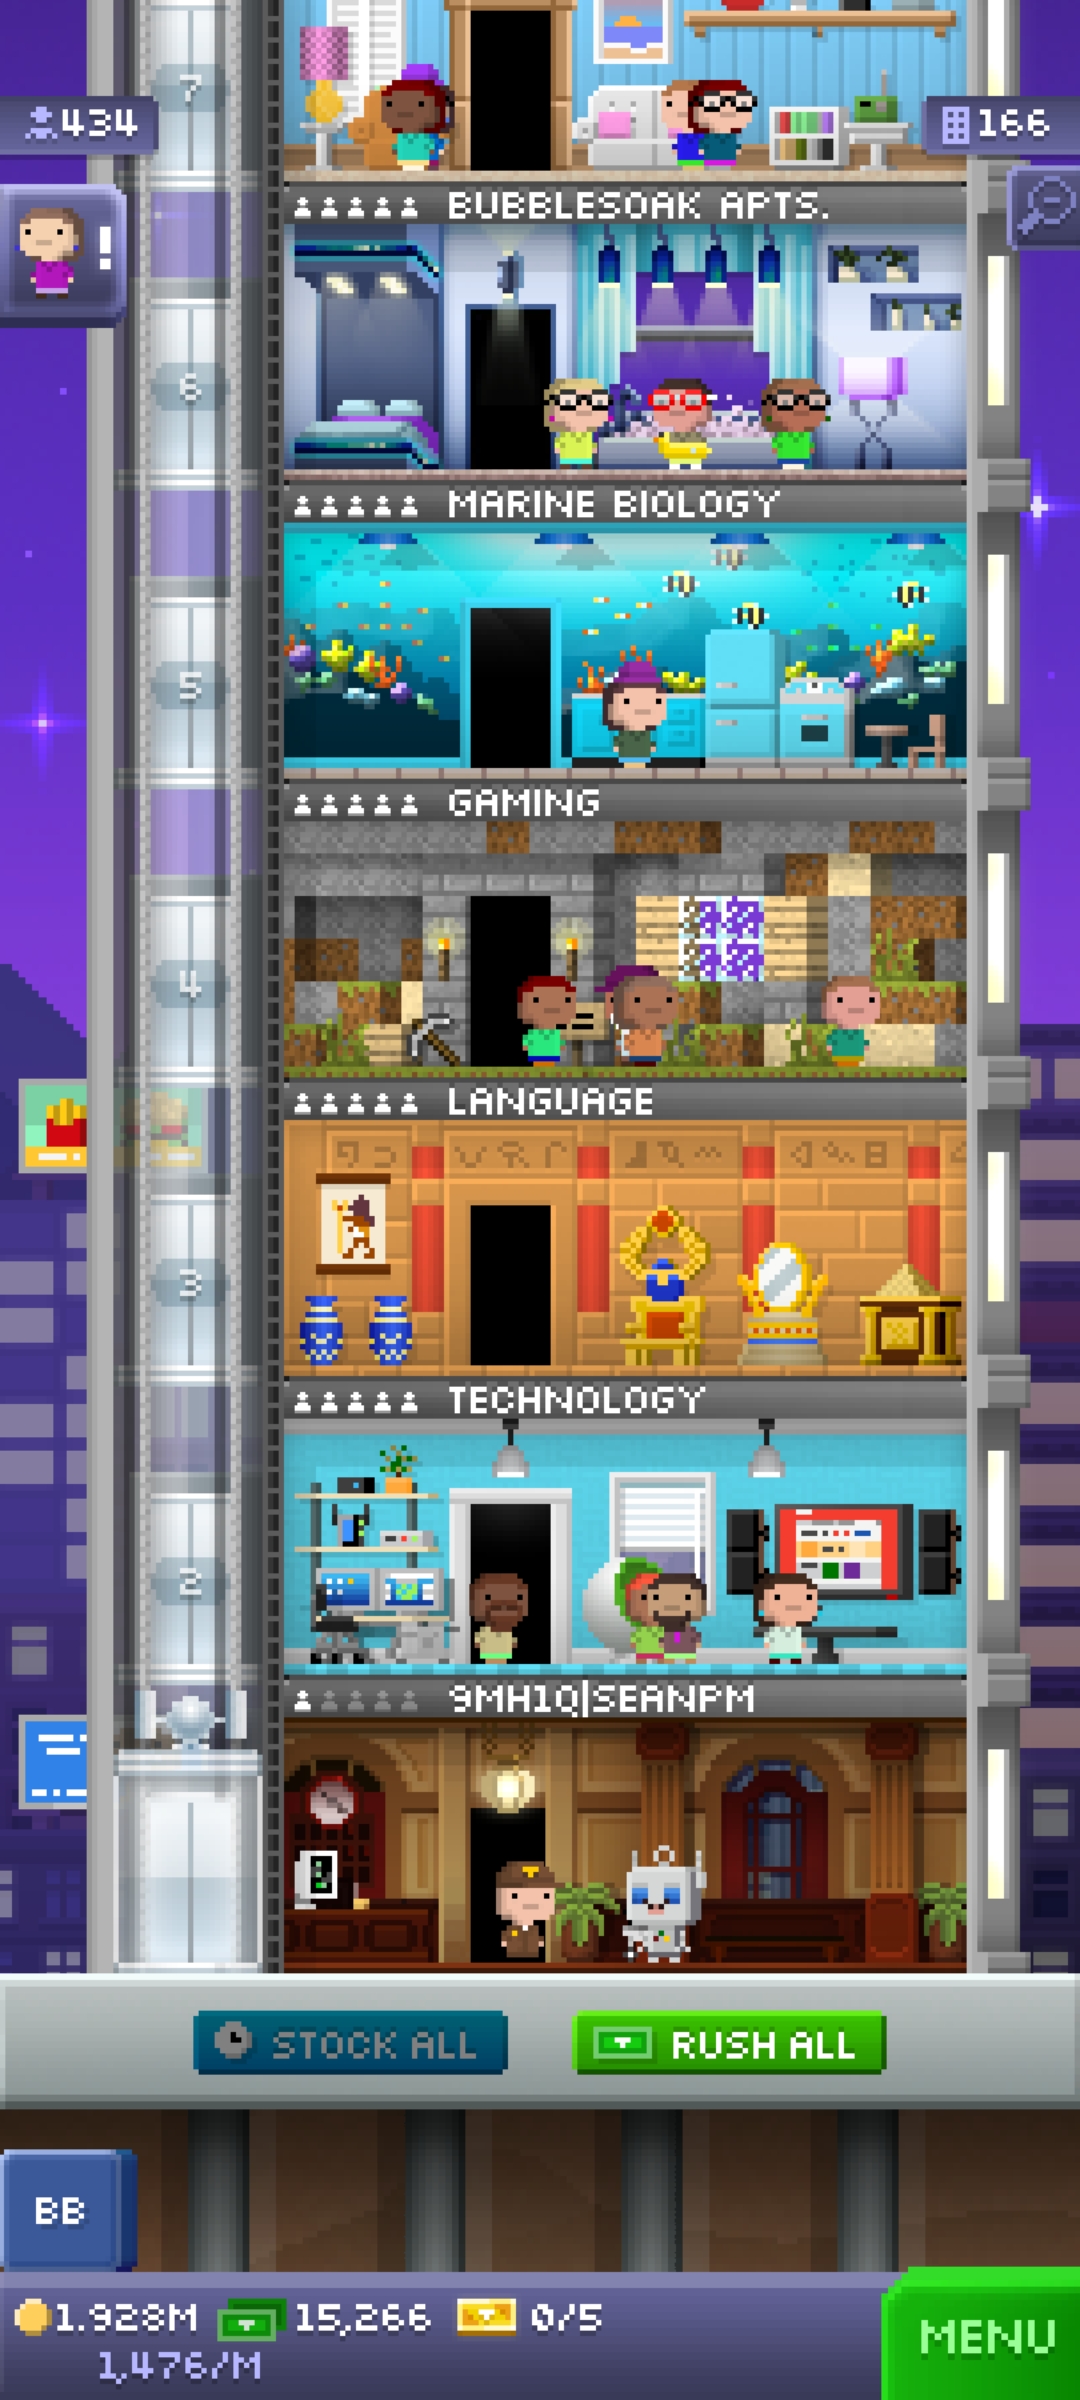 7
434
166
!
BUBBLESOAK APTS.
6
MARINE BIOLOGY
5
GAMING
4
LANGUAGE
3
TECHNOLOGY
2
9MH1Q|SEANPM
STOCK ALL
RUSH ALL
BB
1.928M
15,266
0/5
MENU
1,476/M